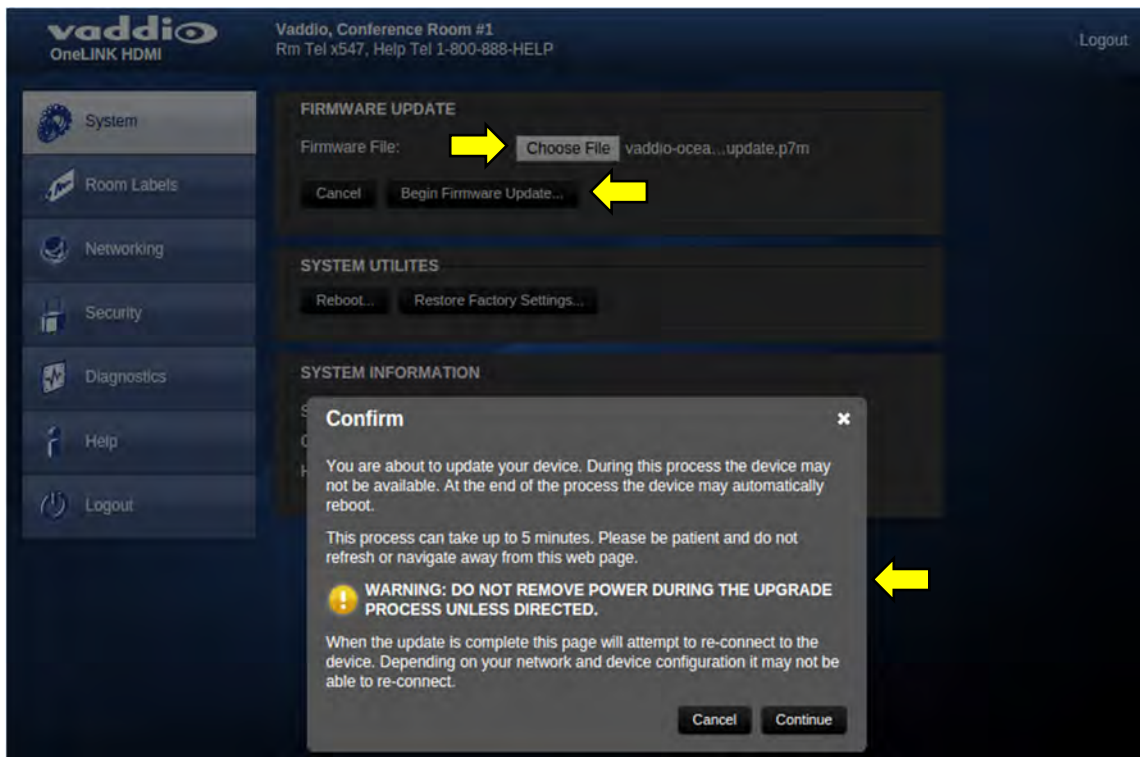 vaddio
OneLINK HDMI
Vaddio, Conference Room #1
Rm Tel x547, Help Tel 1-800-888-HELP
Logout
System
Room Labels
Networking
Security
Diagnostics
Help
Logout
FIRMWARE UPDATE
Firmware File: Choose File vaddio-ocea...update.p7m
Cancel Begin Firmware Update...
SYSTEM UTILITES
Reboot... Restore Factory Settings...
SYSTEM INFORMATION
Confirm
You are about to update your device. During this process the device may
not be available. At the end of the process the device may automatically
reboot.
This process can take up to 5 minutes. Please be patient and do not
refresh or navigate away from this web page.
WARNING: DO NOT REMOVE POWER DURING THE UPGRADE
PROCESS UNLESS DIRECTED.
When the update is complete this page will attempt to re-connect to the
device. Depending on your network and device configuration it may not be
able to re-connect.
Cancel Continue